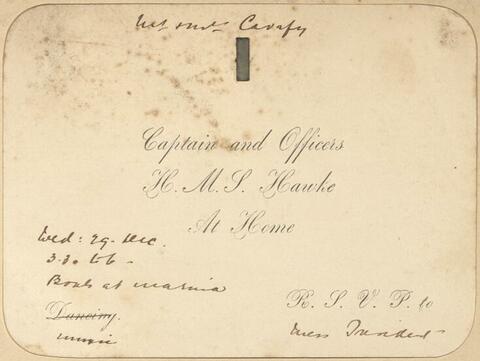 Mr & Mrs Cavafy
Captain and Officers
H. M. S. Hawke
At Home
Wed: 29. Dec.
3.30 to 6 -
Boats at marina
Dancing.
music
R. S. V. P. to
Mess President